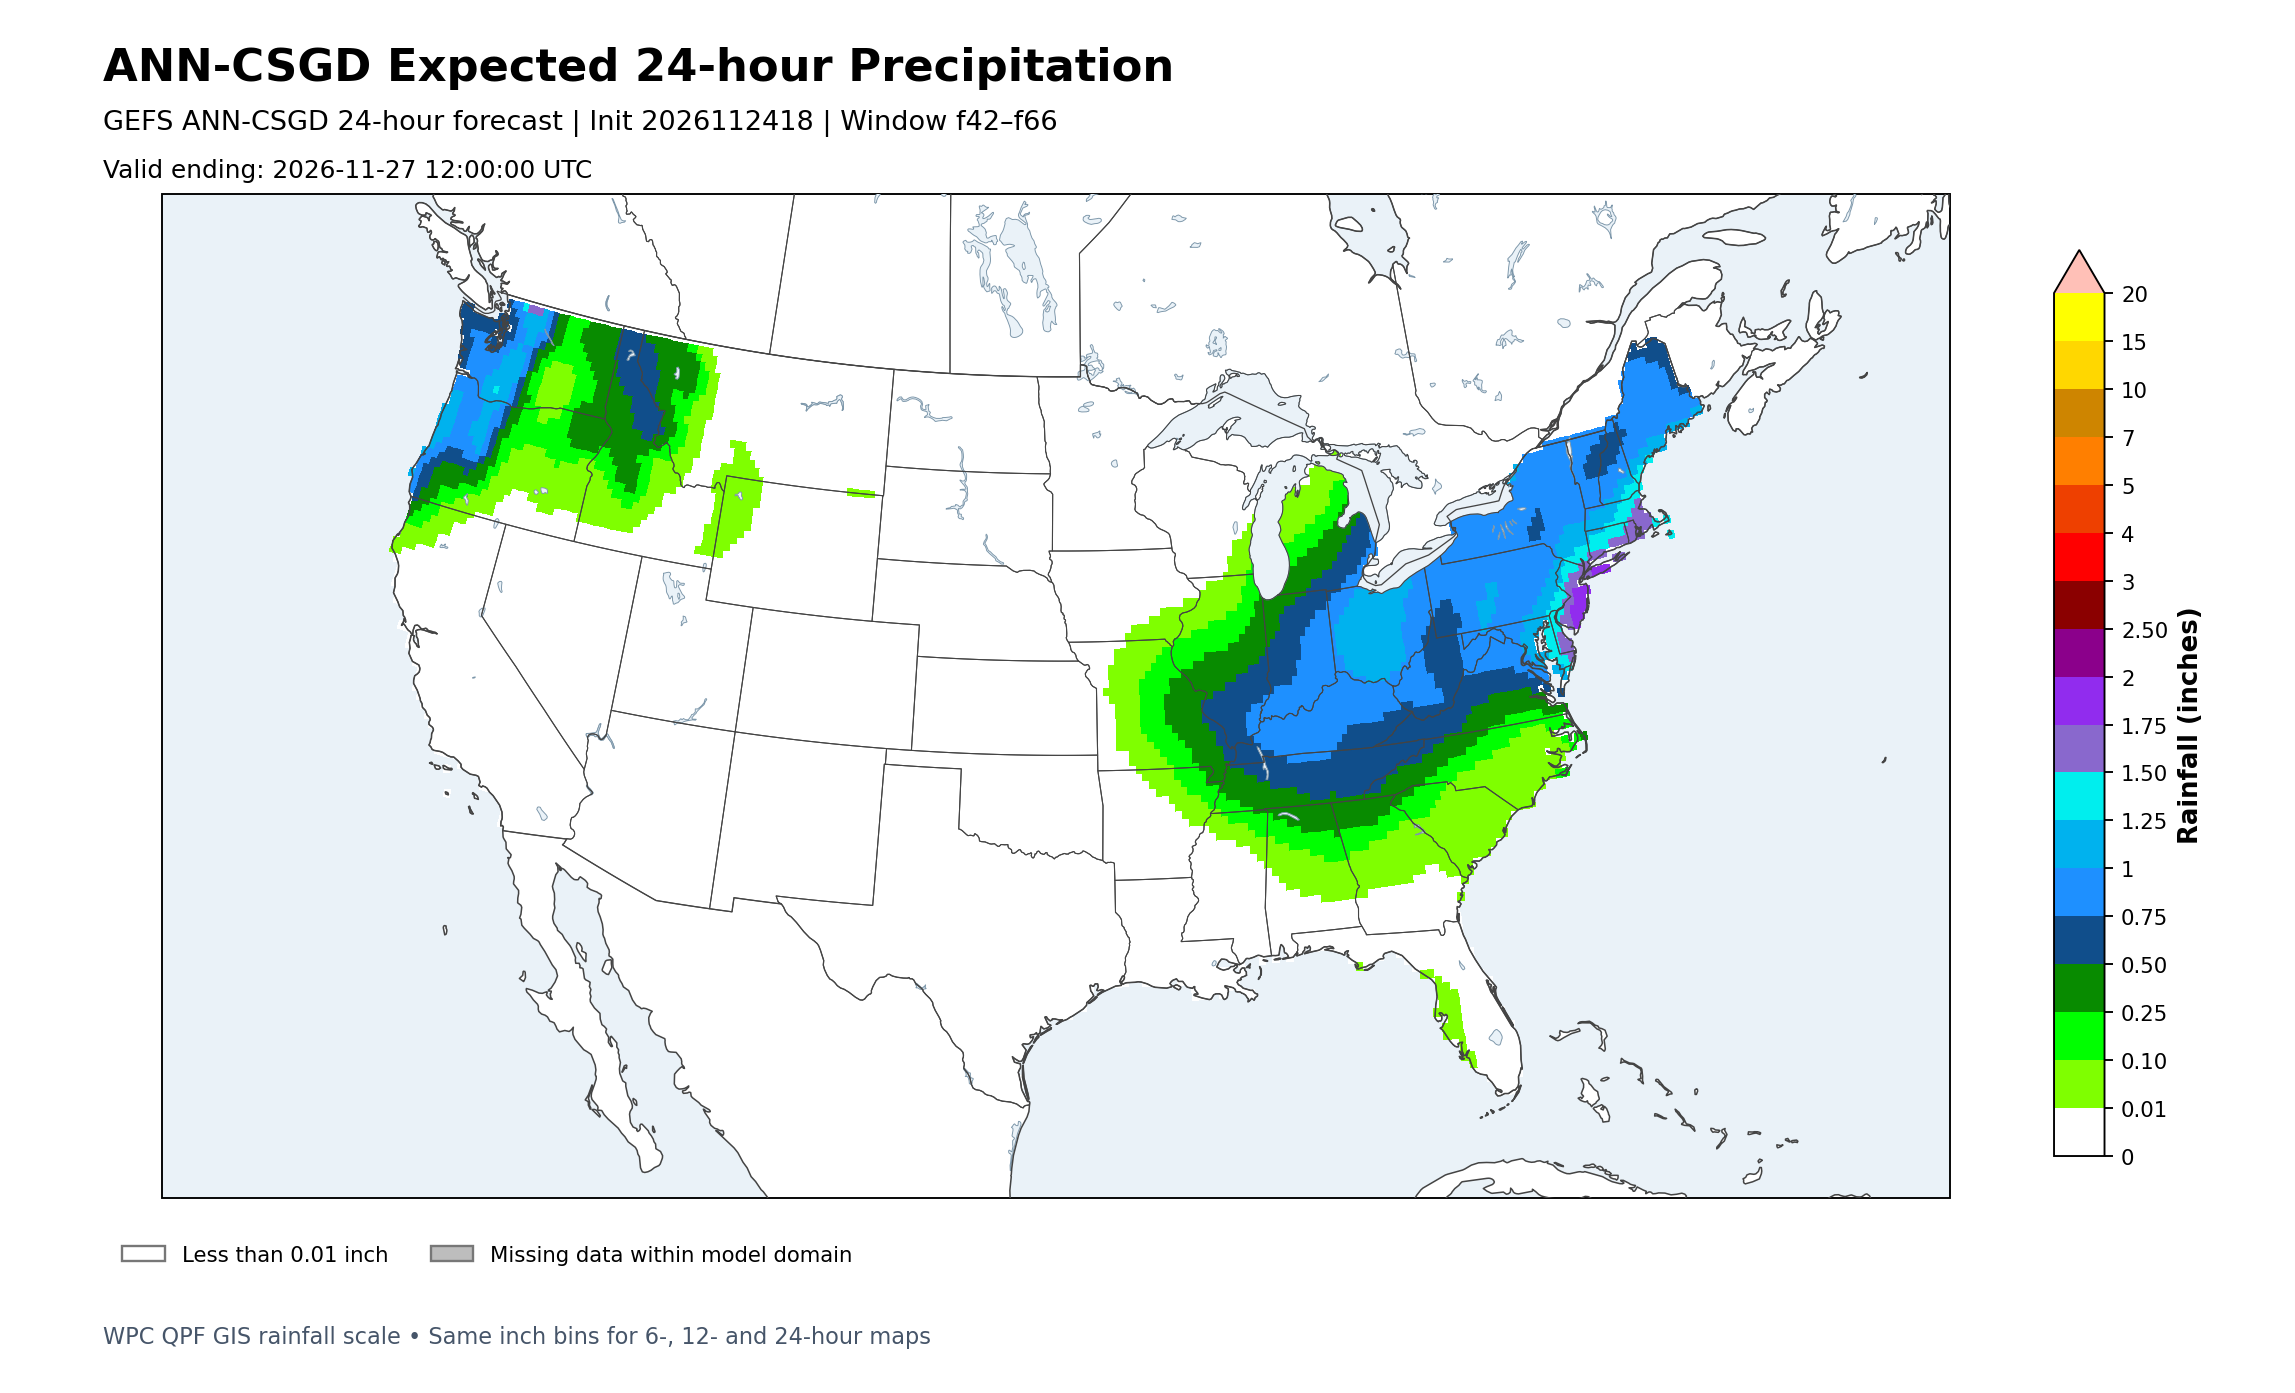 ANN-CSGD Expected 24-hour Precipitation
GEFS ANN-CSGD 24-hour forecast | Init 2026112418 | Window f42–f66
Valid ending: 2026-11-27 12:00:00 UTC
20
15
10
7
5
4
3
2.50
2
1.75
1.50
1.25
1
0.75
0.50
0.25
0.10
0.01
0
Rainfall (inches)
Less than 0.01 inch
Missing data within model domain
WPC QPF GIS rainfall scale • Same inch bins for 6-, 12- and 24-hour maps